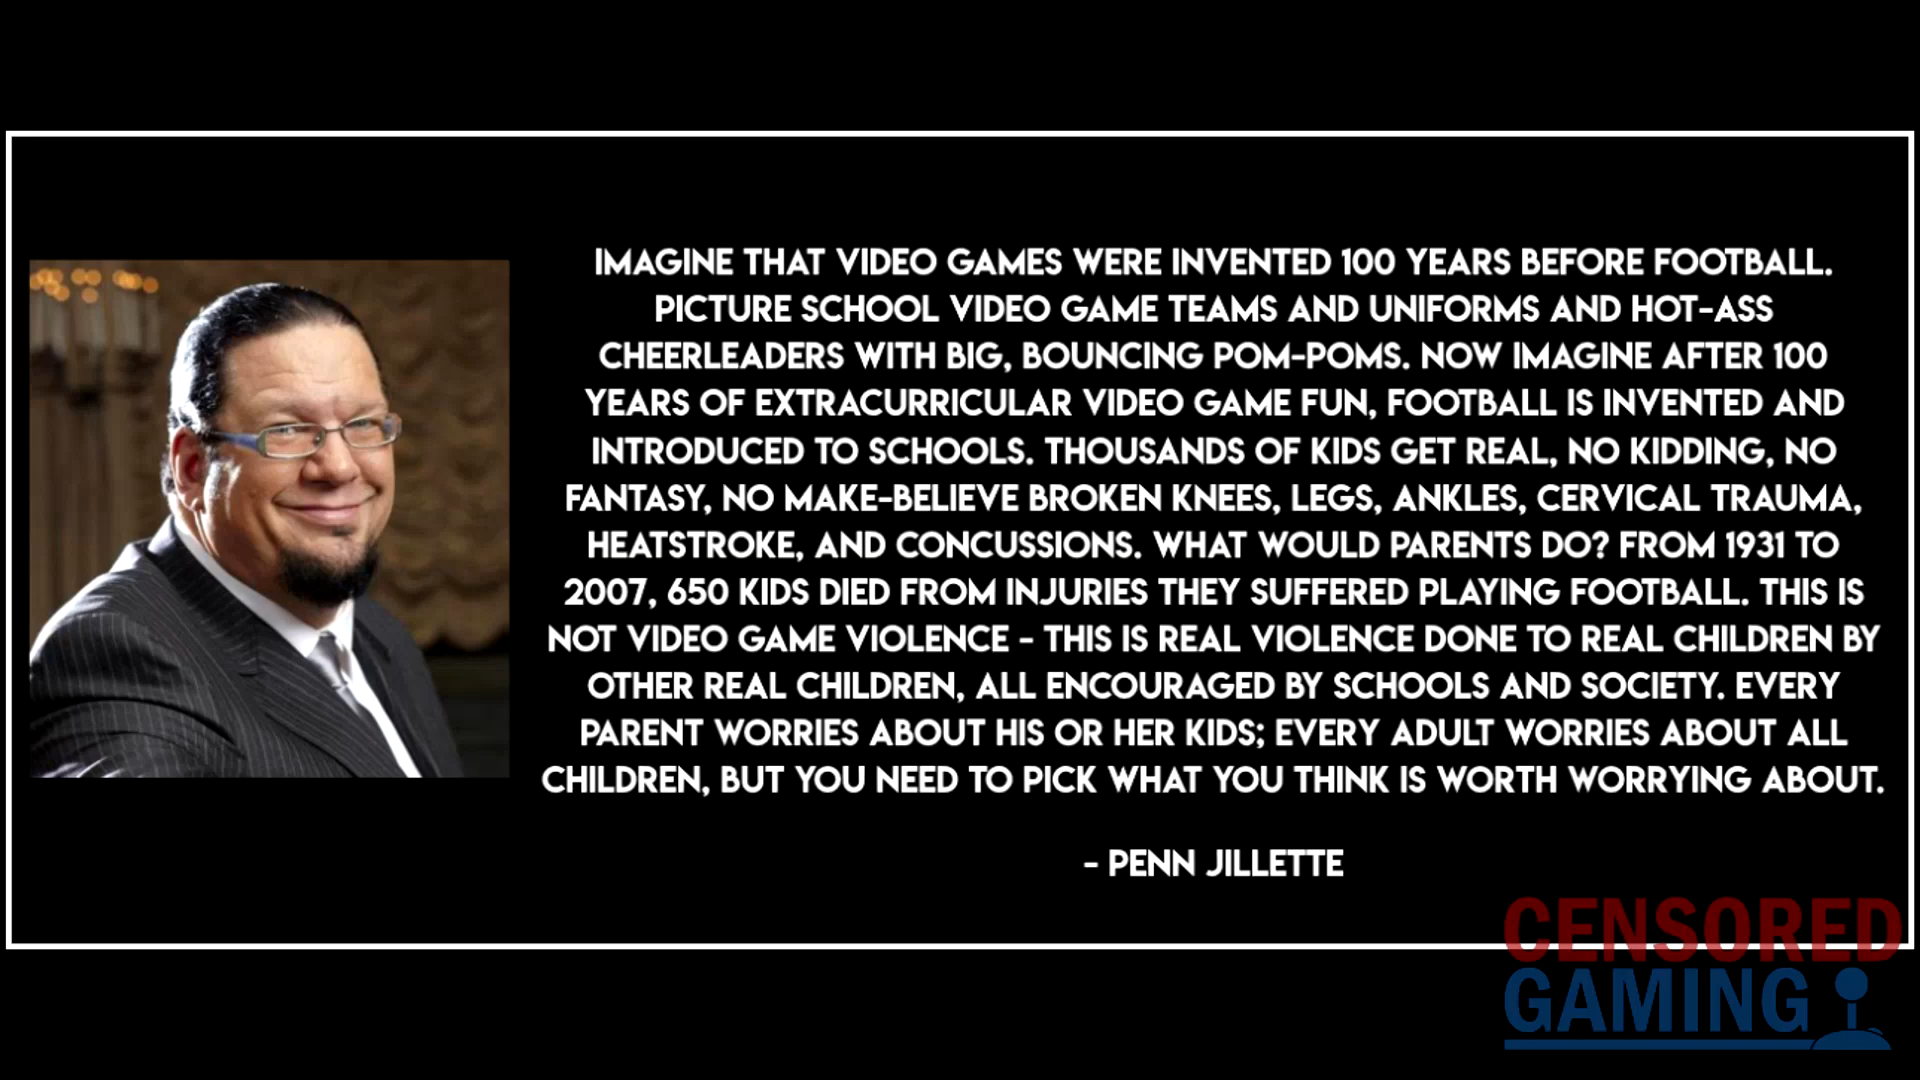 IMAGINE THAT VIDEO GAMES WERE INVENTED 100 YEARS BEFORE FOOTBALL.
PICTURE SCHOOL VIDEO GAME TEAMS AND UNIFORMS AND HOT-ASS
CHEERLEADERS WITH BIG, BOUNCING POM-POMS. NOW IMAGINE AFTER 100
YEARS OF EXTRACURRICULAR VIDEO GAME FUN, FOOTBALL IS INVENTED AND
INTRODUCED TO SCHOOLS. THOUSANDS OF KIDS GET REAL, NO KIDDING, NO
FANTASY, NO MAKE-BELIEVE BROKEN KNEES, LEGS, ANKLES, CERVICAL TRAUMA,
HEATSTROKE, AND CONCUSSIONS. WHAT WOULD PARENTS DO? FROM 1931 TO
2007, 650 KIDS DIED FROM INJURIES THEY SUFFERED PLAYING FOOTBALL. THIS IS
NOT VIDEO GAME VIOLENCE - THIS IS REAL VIOLENCE DONE TO REAL CHILDREN BY
OTHER REAL CHILDREN, ALL ENCOURAGED BY SCHOOLS AND SOCIETY. EVERY
PARENT WORRIES ABOUT HIS OR HER KIDS; EVERY ADULT WORRIES ABOUT ALL
CHILDREN, BUT YOU NEED TO PICK WHAT YOU THINK IS WORTH WORRYING ABOUT.
- PENN JILLETTE
CENSORED
GAMING